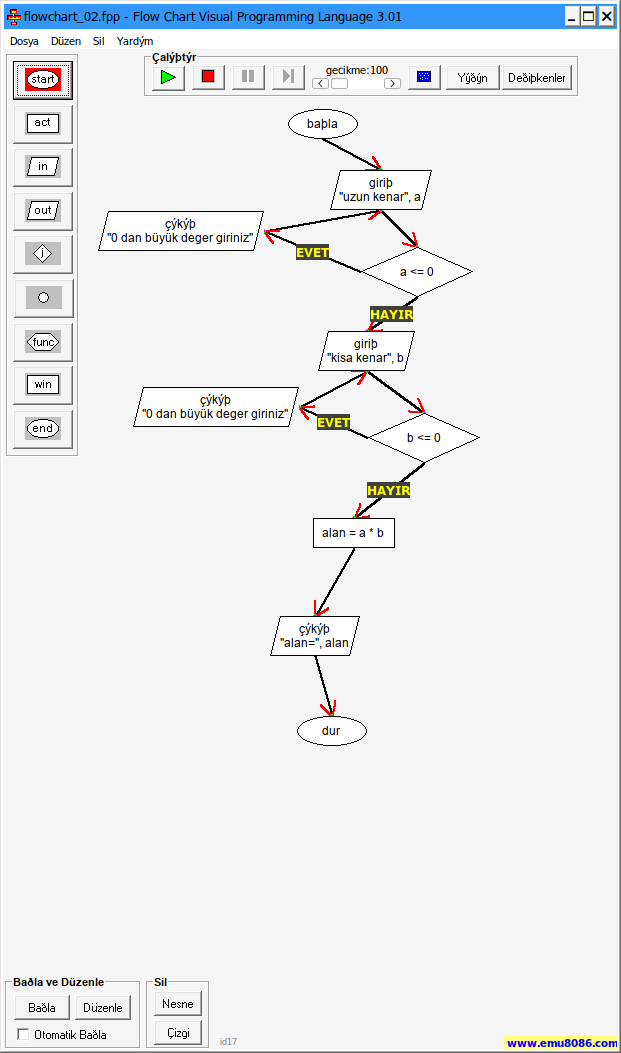 flowchart_02.fpp - Flow Chart Visual Programming Language 3.01
Dosya Düzen Sil Yardým
Çalýþtýr
gecikme:100
Yýðýn
Deðiþkenler
start
act
in
out
j
func
win
end
baþla
giriþ
"uzun kenar", a
çýkýþ
"0 dan büyük deger giriniz"
EVET
a <= 0
HAYIR
giriþ
"kisa kenar", b
çýkýþ
"0 dan büyük deger giriniz"
EVET
b <= 0
HAYIR
alan = a * b
çýkýþ
"alan=", alan
dur
Baðla ve Düzenle
Baðla
Düzenle
Otomatik Baðla
Sil
Nesne
Çizgi
id17
www.emu8086.com